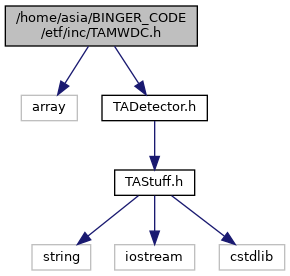 /home/asia/BINGER_CODE
/etf/inc/TAMWDC.h
array
TADetector.h
TAStuff.h
string
iostream
cstdlib